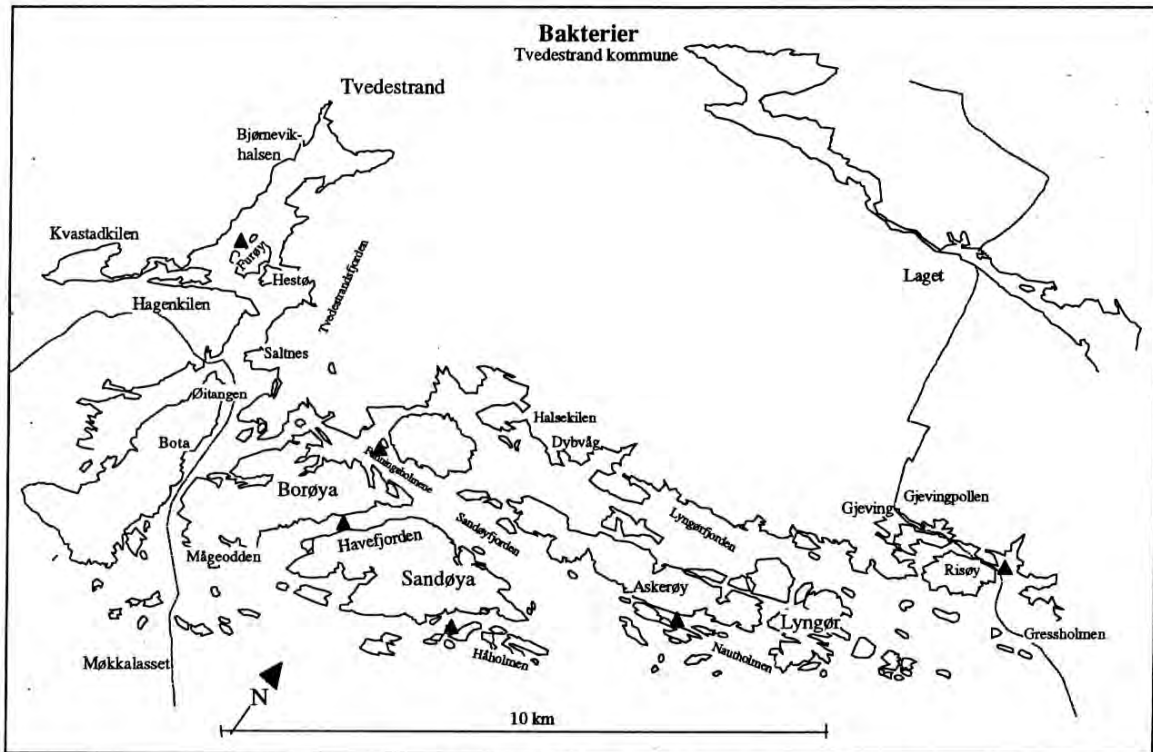 Bakterier
Tvedestrand kommune
Tvedestrand
Bjørnevik-
halsen
Kvastadkilen
Furøy
Hestø
Tvedestrandsfjorden
Laget
Hagenkilen
Saltnes
Øitangen
Halsekilen
Dybvåg
Bota
Borøya
Lyngørfjorden
Gjevingpollen
Gjeving
Sandøyfjorden
Havefjorden
Mågeodden
Sandøya
Askerøy
Risøy
Lyngør
Gressholmen
Håholmen
Nautholmen
Møkkalasset
N
10 km